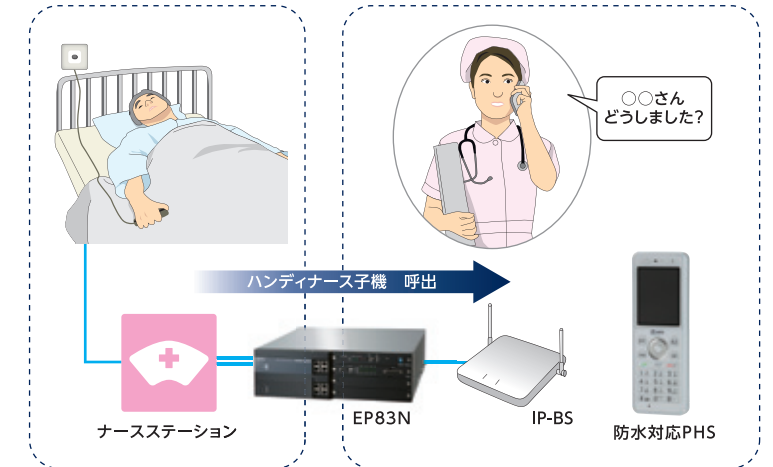 ○○さん
どうしました?
ハンディナース子機 呼出
ナースステーション
EP83N
IP-BS
防水対応PHS